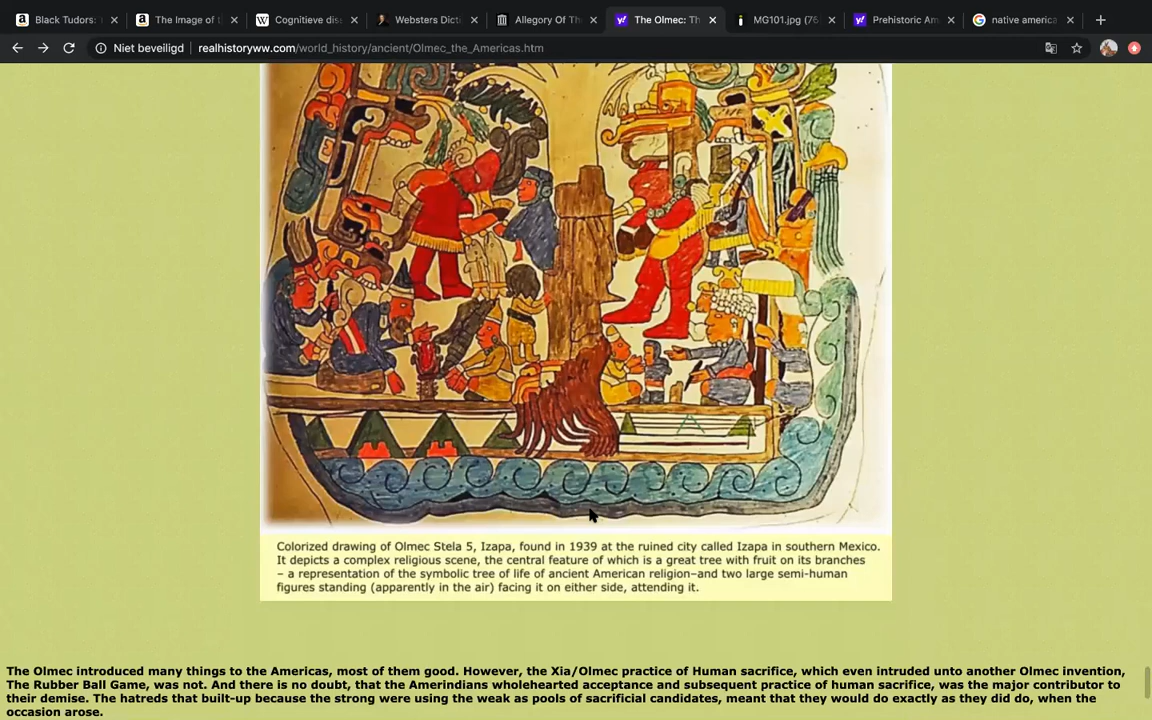 Black Tudors:
The Image of t
Cognitieve dis
Websters Dicti
Allegory Of The
The Olmec: Th
MG101.jpg (76
Prehistoric Am
native america
Niet beveiligd
realhistoryww.com/world_history/ancient/Olmec_the_Americas.htm
Colorized drawing of Olmec Stela 5, Izapa, found in 1939 at the ruined city called Izapa in southern Mexico.
It depicts a complex religious scene, the central feature of which is a great tree with fruit on its branches
– a representation of the symbolic tree of life of ancient American religion–and two large semi-human
figures standing (apparently in the air) facing it on either side, attending it.
The Olmec introduced many things to the Americas, most of them good. However, the Xia/Olmec practice of Human sacrifice, which even intruded unto another Olmec invention,
The Rubber Ball Game, was not. And there is no doubt, that the Amerindians wholehearted acceptance and subsequent practice of human sacrifice, was the major contributor to
their demise. The hatreds that built-up because the strong were using the weak as pools of sacrificial candidates, meant that they would do exactly as they did do, when the
occasion arose.